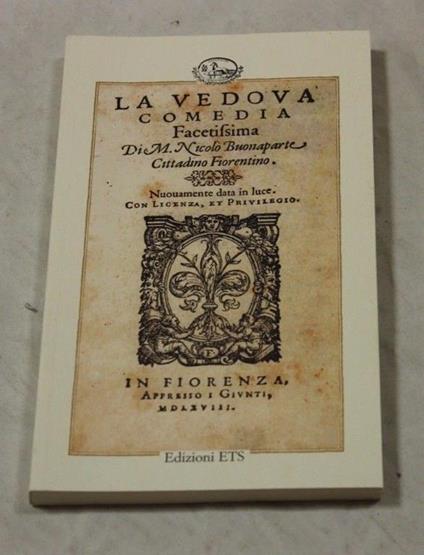 LA VEDOVA
COMEDIA
Facetiſsima
Di M. Nicolò Buonaparte
Cittadino Fiorentino.
Nuouamente data in luce.
CON LICENZA, ET PRIVILEGIO.
F
IN FIORENZA,
APPRESSO I GIVNTI,
MDLXVIII.
Edizioni ETS